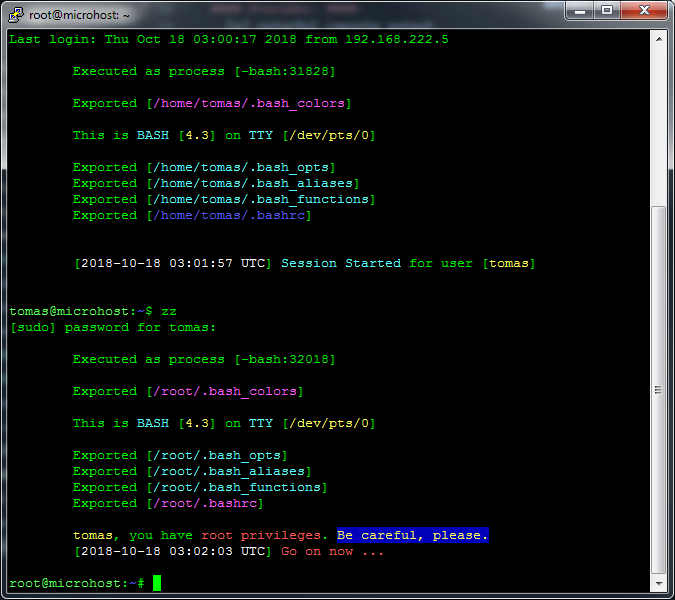 root@microhost: ~
Last login: Thu Oct 18 03:00:17 2018 from 192.168.222.5
Executed as process [-bash:31828]
Exported [/home/tomas/.bash_colors]
This is BASH [4.3] on TTY [/dev/pts/0]
Exported [/home/tomas/.bash_opts]
Exported [/home/tomas/.bash_aliases]
Exported [/home/tomas/.bash_functions]
Exported [/home/tomas/.bashrc]
[2018-10-18 03:01:57 UTC] Session Started for user [tomas]
tomas@microhost:~$ zz
[sudo] password for tomas:
Executed as process [-bash:32018]
Exported [/root/.bash_colors]
This is BASH [4.3] on TTY [/dev/pts/0]
Exported [/root/.bash_opts]
Exported [/root/.bash_aliases]
Exported [/root/.bash_functions]
Exported [/root/.bashrc]
tomas, you have root privileges. Be careful, please.
[2018-10-18 03:02:03 UTC] Go on now ...
root@microhost:~#